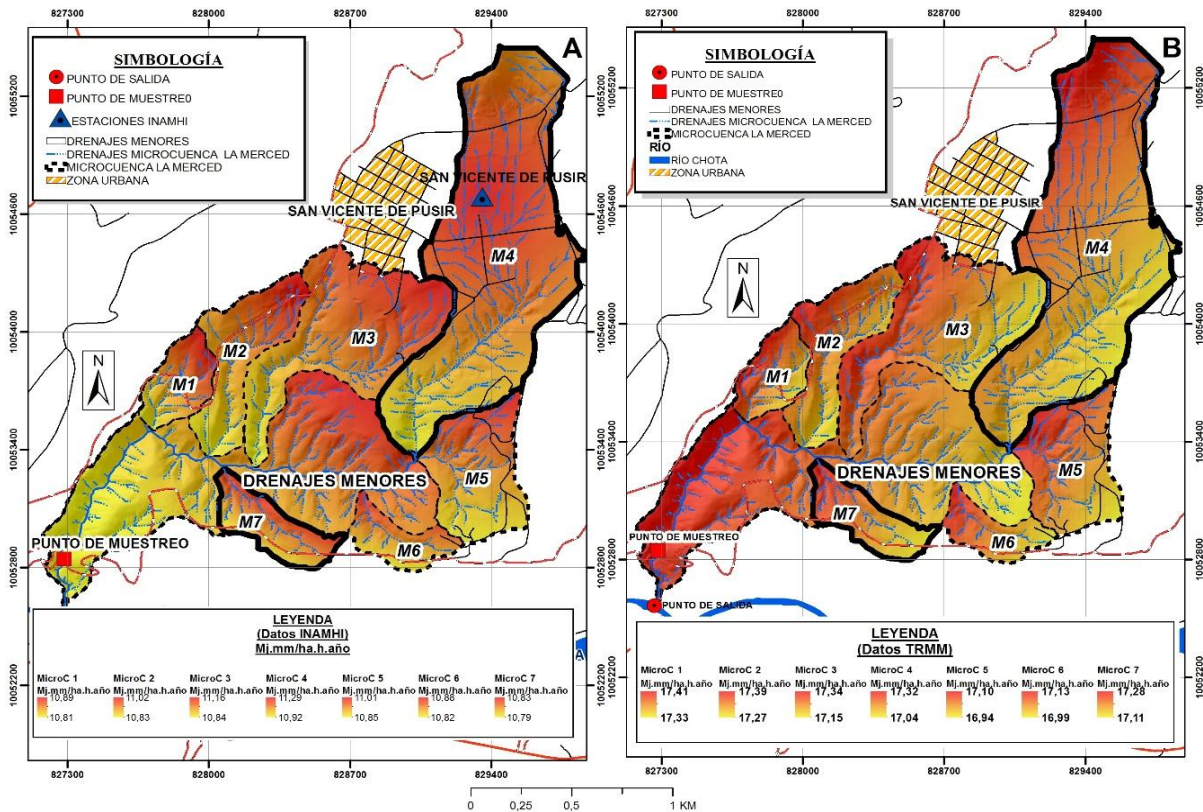 827300 828000 828700 829400
A
SIMBOLOGÍA
PUNTO DE SALIDA
PUNTO DE MUESTRE0
ESTACIONES INAMHI
DRENAJES MENORES
DRENAJES MICROCUENCA LA MERCED
MICROCUENCA LA MERCED
ZONA URBANA
SAN VICENTE DE PUSIR
SAN VICENTE DE PUSIR
M4
M3
M2
M1
N
DRENAJES MENORES
M5
M7
M6
PUNTO DE MUESTREO
10055200
10054600
10054000
10053400
10052800
10052200
LEYENDA
(Datos INAMHI)
Mj.mm/ha.h.año
MicroC 1 MicroC 2 MicroC 3 MicroC 4 MicroC 5 MicroC 6 MicroC 7
Mj.mm/ha.h.año Mj.mm/ha.h.año Mj.mm/ha.h.año Mj.mm/ha.h.año Mj.mm/ha.h.año Mj.mm/ha.h.año Mj.mm/ha.h.año
10,89 11,02 11,16 11,29 11,01 10,88 10,83
10,81 10,83 10,84 10,92 10,85 10,82 10,79
A
827300 828000 828700 829400
827300 828000 828700 829400
B
SIMBOLOGÍA
PUNTO DE SALIDA
PUNTO DE MUESTRE0
DRENAJES MENORES
DRENAJES MICROCUENCA LA MERCED
MICROCUENCA LA MERCED
RÍO
RÍO CHOTA
ZONA URBANA
SAN VICENTE DE PUSIR
M4
N
M3
M2
M1
DRENAJES MENORES
M5
M7
M6
PUNTO DE MUESTREO
PUNTO DE SALIDA
10055200
10054600
10054000
10053400
10052800
10052200
LEYENDA
(Datos TRMM)
MicroC 1 MicroC 2 MicroC 3 MicroC 4 MicroC 5 MicroC 6 MicroC 7
Mj.mm/ha.h.año Mj.mm/ha.h.año Mj.mm/ha.h.año Mj.mm/ha.h.año Mj.mm/ha.h.año Mj.mm/ha.h.año Mj.mm/ha.h.año
17,41 17,39 17,34 17,32 17,10 17,13 17,28
17,33 17,27 17,15 17,04 16,94 16,99 17,11
827300 828000 828700 829400
0 0,25 0,5 1 KM